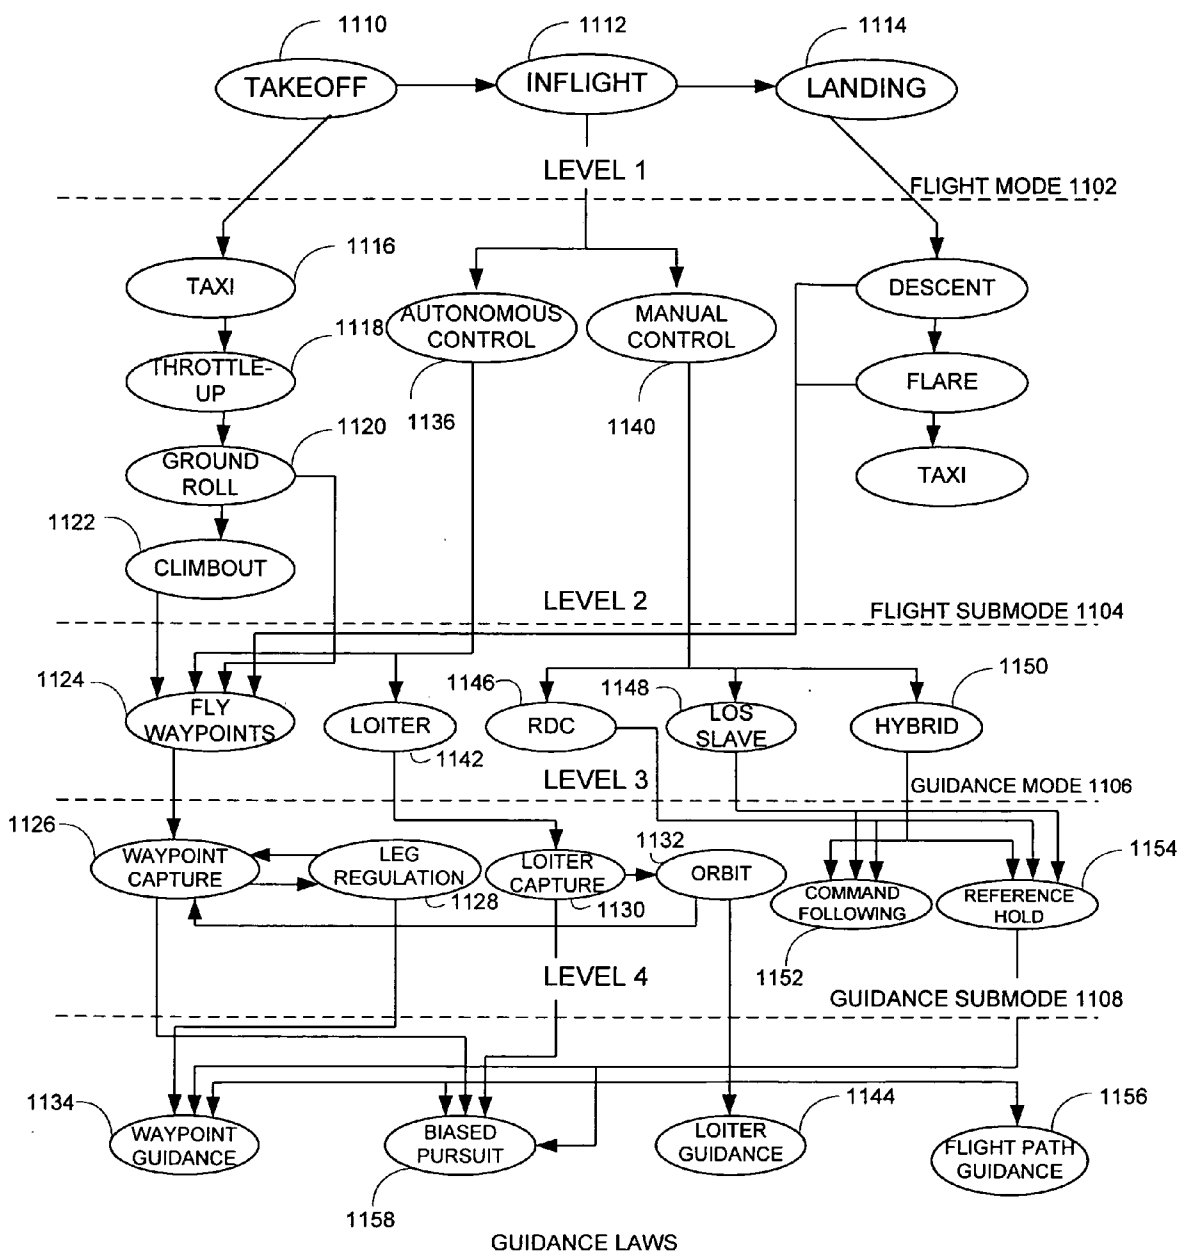 1110
1112
1114
TAKEOFF
INFLIGHT
LANDING
LEVEL 1
FLIGHT MODE 1102
1116
TAXI
DESCENT
AUTONOMOUS
CONTROL
MANUAL
CONTROL
1118
THROTTLE-
UP
FLARE
1136
1140
1120
GROUND
ROLL
TAXI
1122
CLIMBOUT
LEVEL 2
FLIGHT SUBMODE 1104
1124
1146
1148
1150
FLY
WAYPOINTS
LOITER
RDC
LOS
SLAVE
HYBRID
1142
LEVEL 3
GUIDANCE MODE 1106
1126
1132
1154
WAYPOINT
CAPTURE
LEG
REGULATION
LOITER
CAPTURE
ORBIT
COMMAND
FOLLOWING
REFERENCE
HOLD
1128
1130
1152
LEVEL 4
GUIDANCE SUBMODE 1108
1134
1144
1156
WAYPOINT
GUIDANCE
BIASED
PURSUIT
LOITER
GUIDANCE
FLIGHT PATH
GUIDANCE
1158
GUIDANCE LAWS